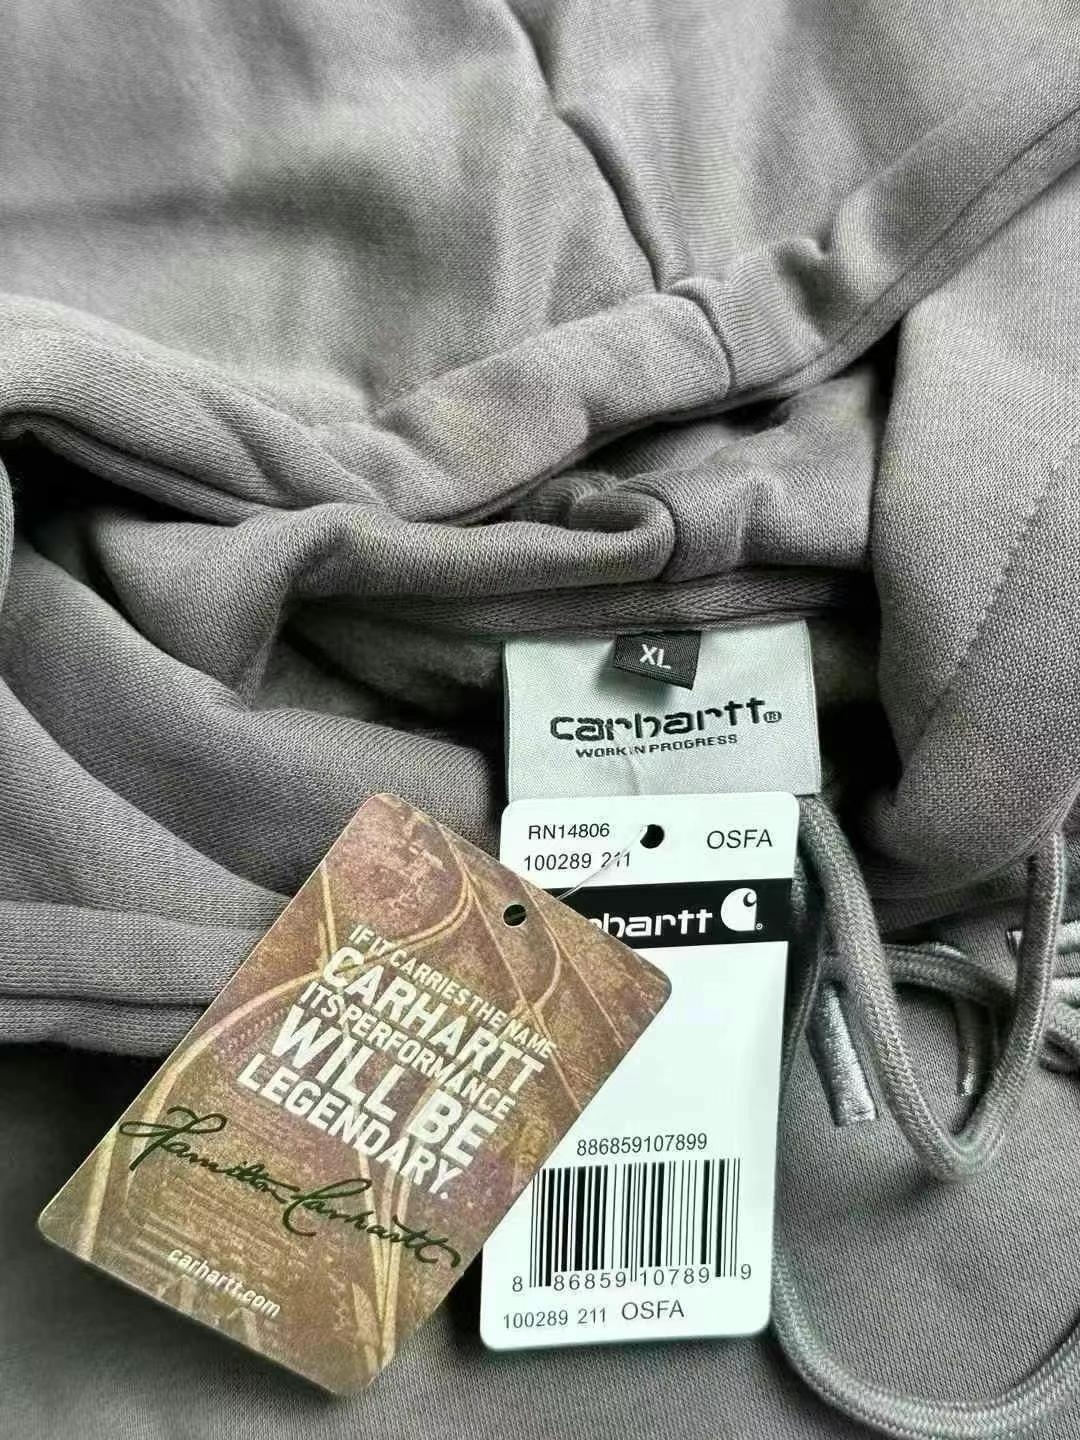 XL
carhartt®
WORK IN PROGRESS
RN14806
OSFA
100289 211
IF IT CARRIES THE NAME
CARHARTT
ITS PERFORMANCE
WILL BE
LEGENDARY.
Hamilton Carhartt
carhartt.com
886859107899
8 86859 10789 9
100289 211 OSFA